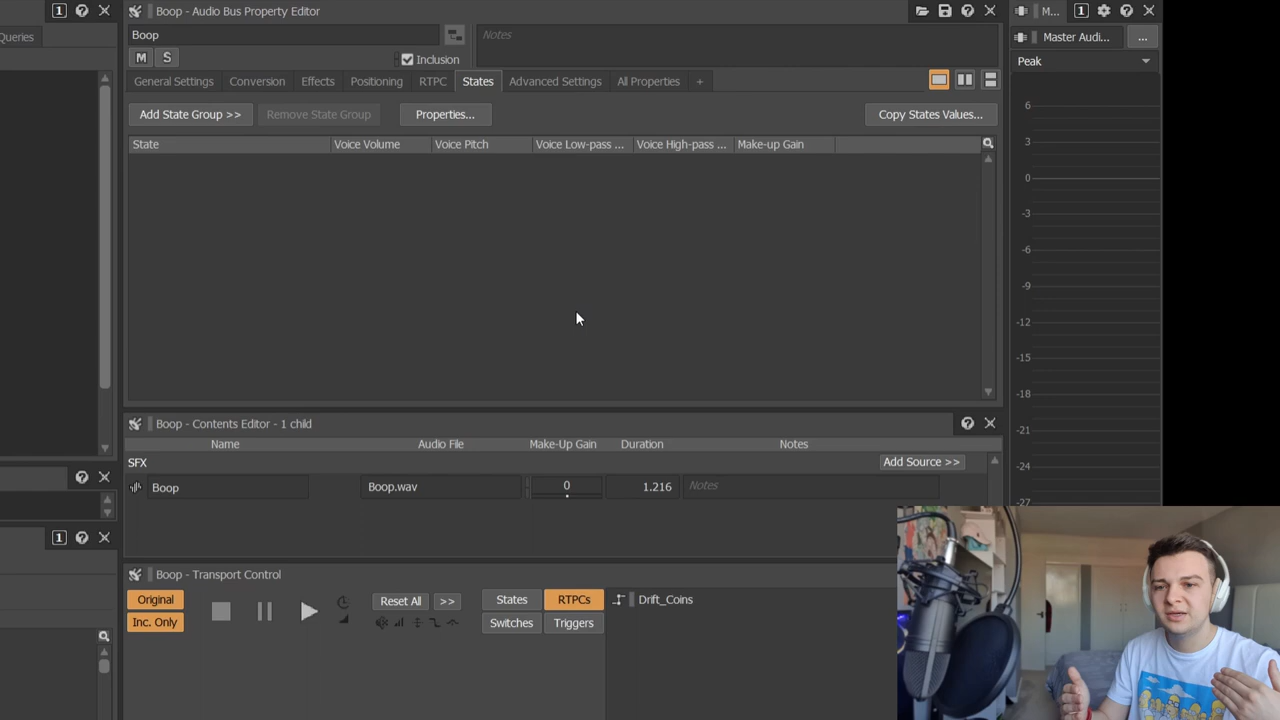 1
Boop - Audio Bus Property Editor
M...
1
Queries
Boop
Notes
Master Audi...
...
M
S
Inclusion
Peak
General Settings
Conversion
Effects
Positioning
RTPC
States
Advanced Settings
All Properties
+
Add State Group >>
Remove State Group
Properties...
Copy States Values...
State
Voice Volume
Voice Pitch
Voice Low-pass ...
Voice High-pass ...
Make-up Gain
6
3
0
-3
-6
-9
-12
-15
-18
-21
-24
-27
Boop - Contents Editor - 1 child
Name
Audio File
Make-Up Gain
Duration
Notes
SFX
Add Source >>
Boop
Boop.wav
0
1.216
Notes
1
Boop - Transport Control
Original
Inc. Only
Reset All
>>
States
RTPCs
Switches
Triggers
Drift_Coins